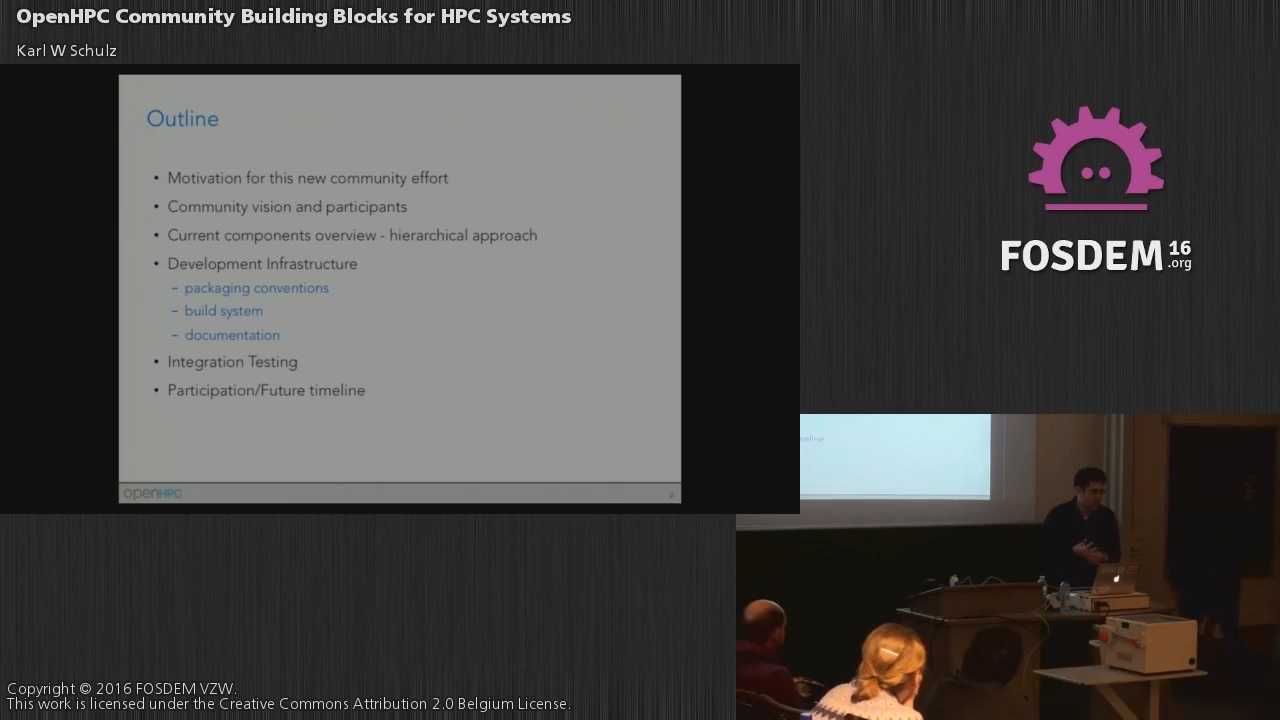 OpenHPC Community Building Blocks for HPC Systems
Karl W Schulz
Outline
• Motivation for this new community effort
• Community vision and participants
• Current components overview - hierarchical approach
• Development Infrastructure
– packaging conventions
– build system
– documentation
• Integration Testing
• Participation/Future timeline
openHPC
FOSDEM 16 .org
Copyright © 2016 FOSDEM VZW.
This work is licensed under the Creative Commons Attribution 2.0 Belgium License.